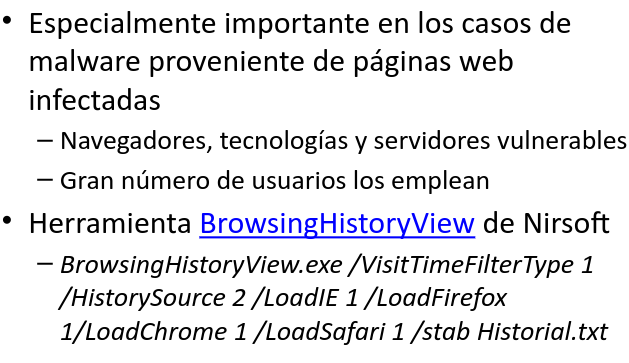 • Especialmente importante en los casos de
malware proveniente de páginas web
infectadas
– Navegadores, tecnologías y servidores vulnerables
– Gran número de usuarios los emplean
• Herramienta BrowsingHistoryView de Nirsoft
– BrowsingHistoryView.exe /VisitTimeFilterType 1
/HistorySource 2 /LoadIE 1 /LoadFirefox
1/LoadChrome 1 /LoadSafari 1 /stab Historial.txt